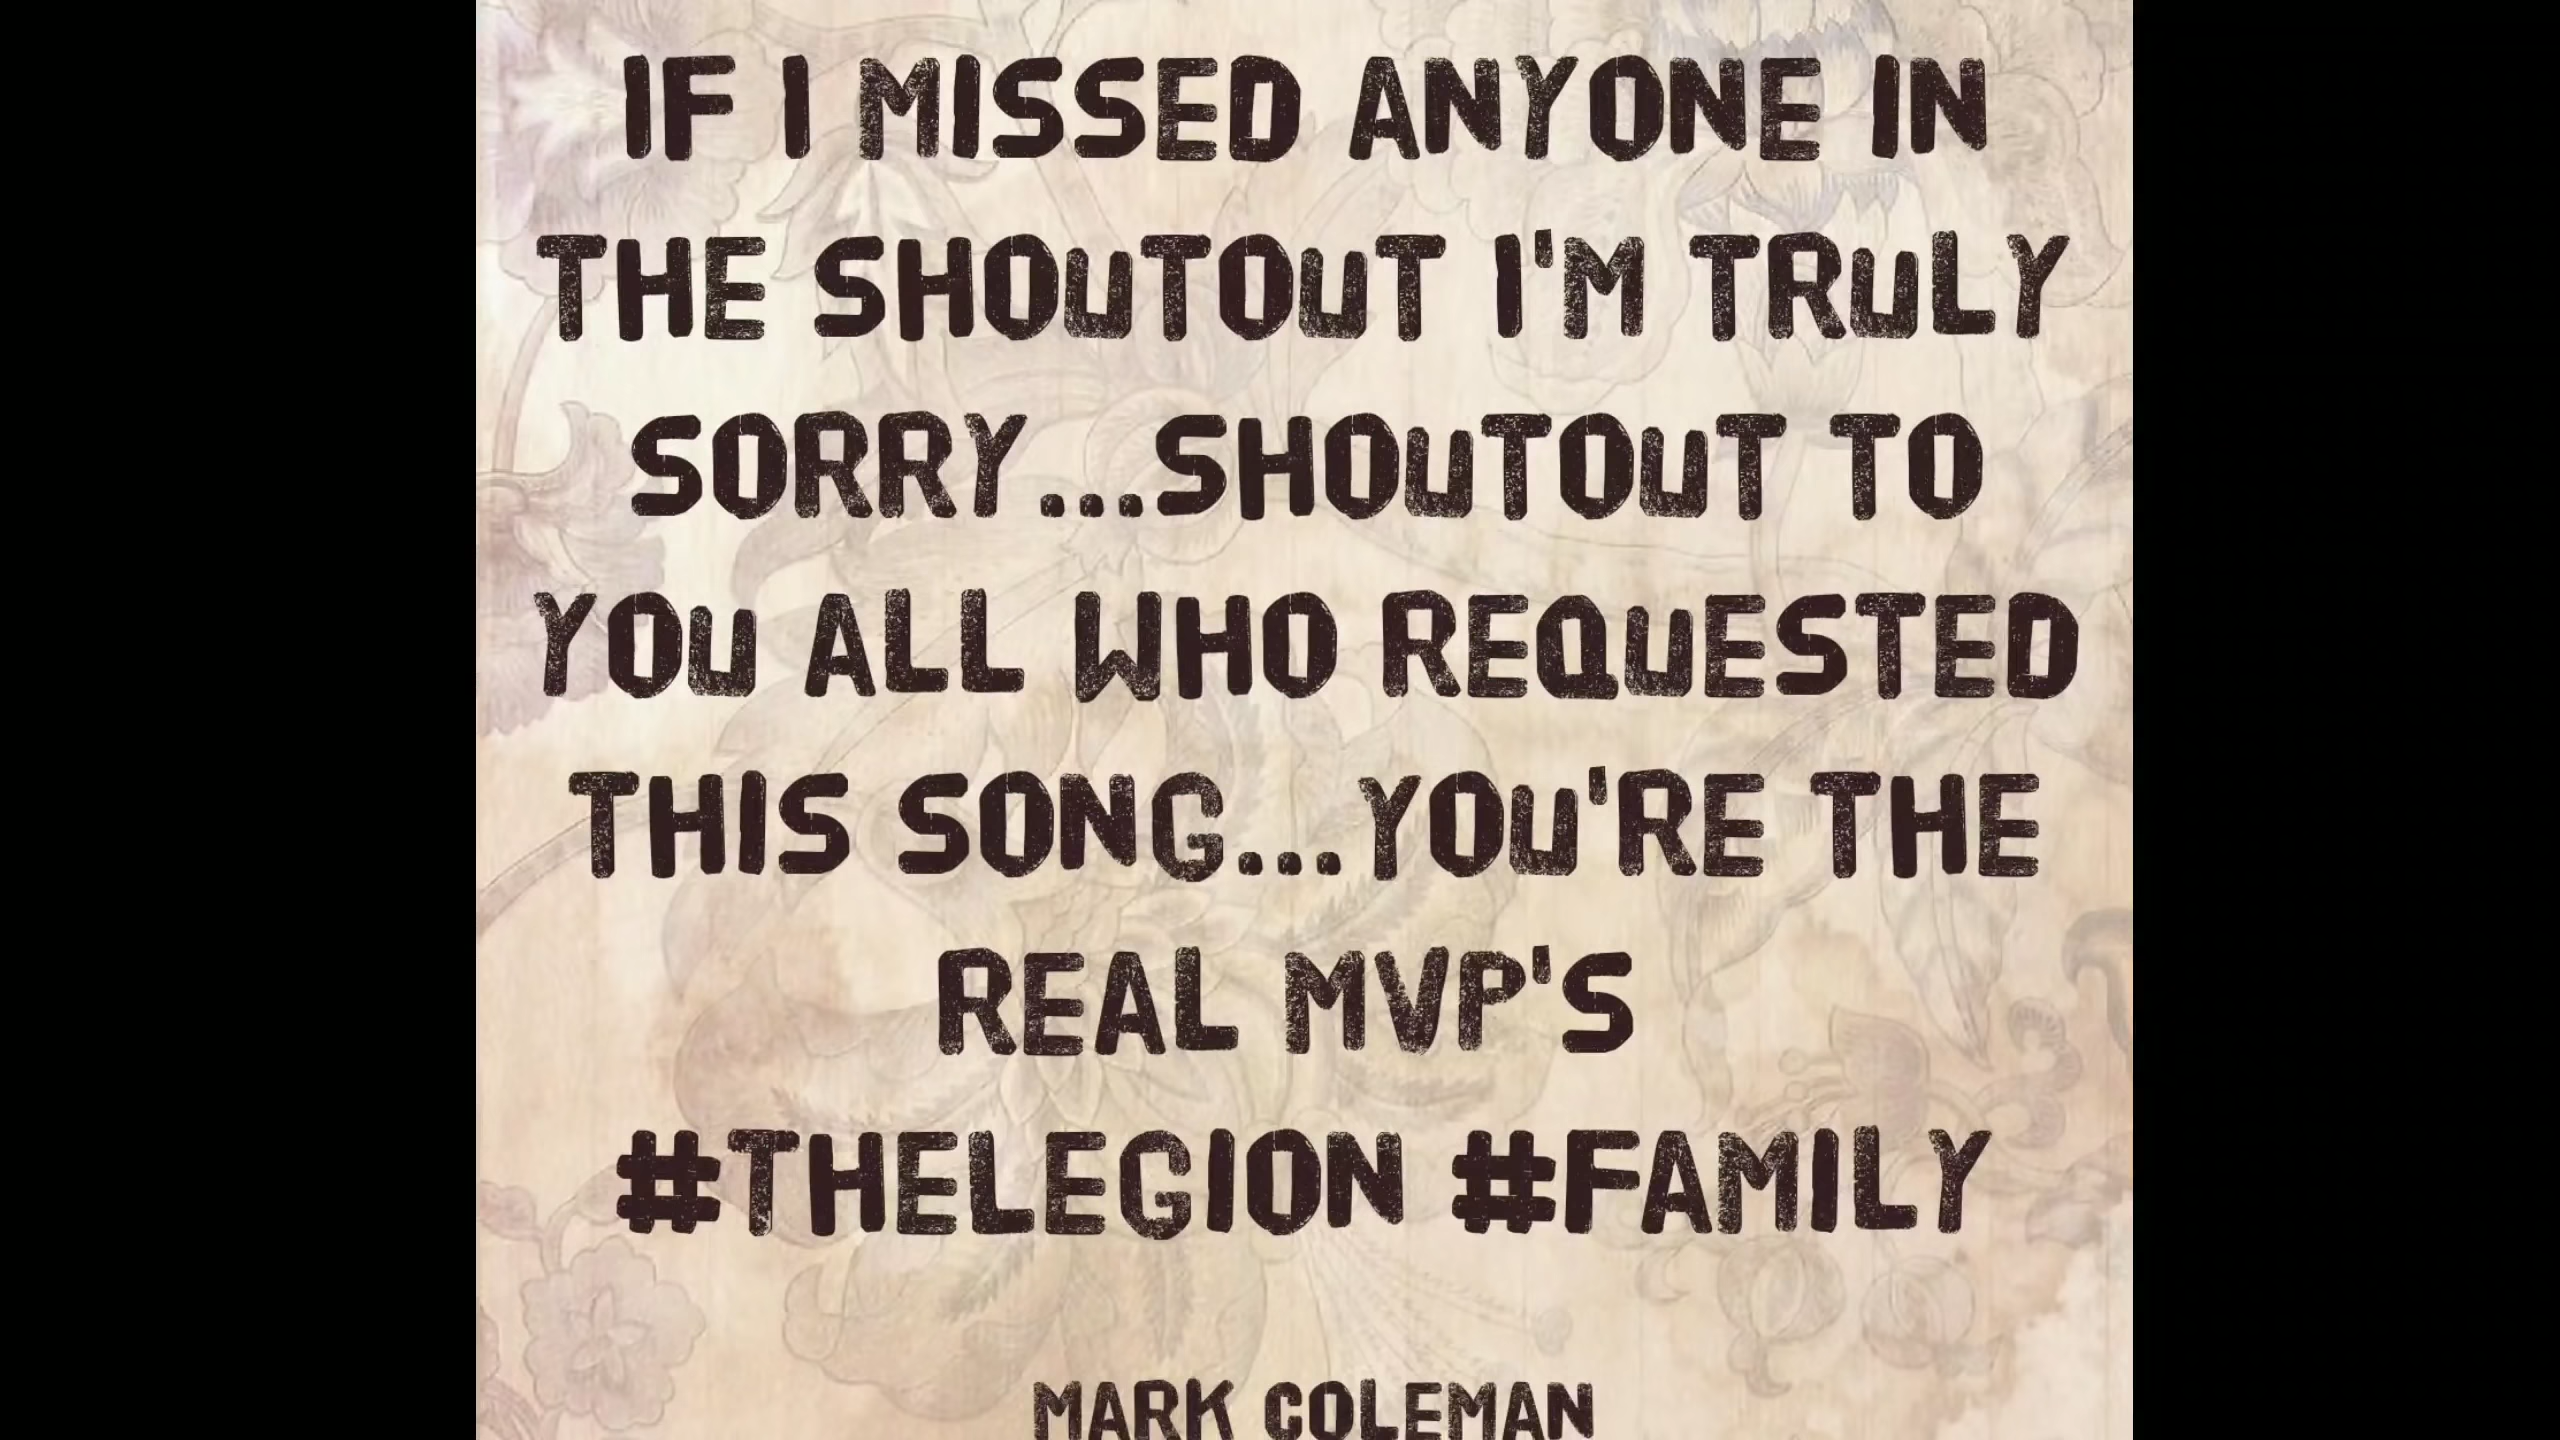 IF I MISSED ANYONE IN
THE SHOUTOUT I'M TRULY
SORRY...SHOUTOUT TO
YOU ALL WHO REQUESTED
THIS SONG...YOU'RE THE
REAL MVP'S
#THELEGION #FAMILY
MARK COLEMAN